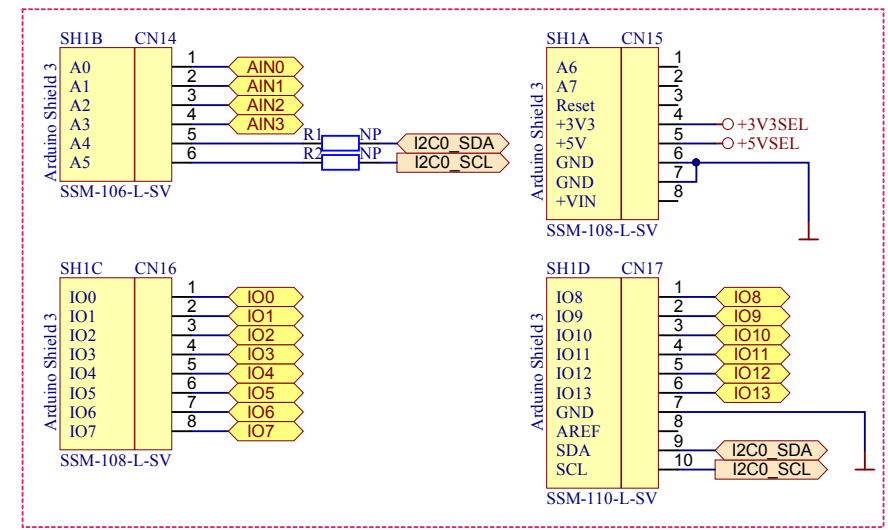 SH1B CN14
Arduino Shield 3
A0 1 AIN0
A1 2 AIN1
A2 3 AIN2
A3 4 AIN3
A4 5 R1 NP I2C0_SDA
A5 6 R2 NP I2C0_SCL
SSM-106-L-SV
SH1A CN15
Arduino Shield 3
A6 1
A7 2
Reset 3
+3V3 4 +3V3SEL
+5V 5 +5VSEL
GND 6
GND 7
+VIN 8
SSM-108-L-SV
SH1C CN16
Arduino Shield 3
IO0 1 IO0
IO1 2 IO1
IO2 3 IO2
IO3 4 IO3
IO4 5 IO4
IO5 6 IO5
IO6 7 IO6
IO7 8 IO7
SSM-108-L-SV
SH1D CN17
Arduino Shield 3
IO8 1 IO8
IO9 2 IO9
IO10 3 IO10
IO11 4 IO11
IO12 5 IO12
IO13 6 IO13
GND 7
AREF 8
SDA 9 I2C0_SDA
SCL 10 I2C0_SCL
SSM-110-L-SV